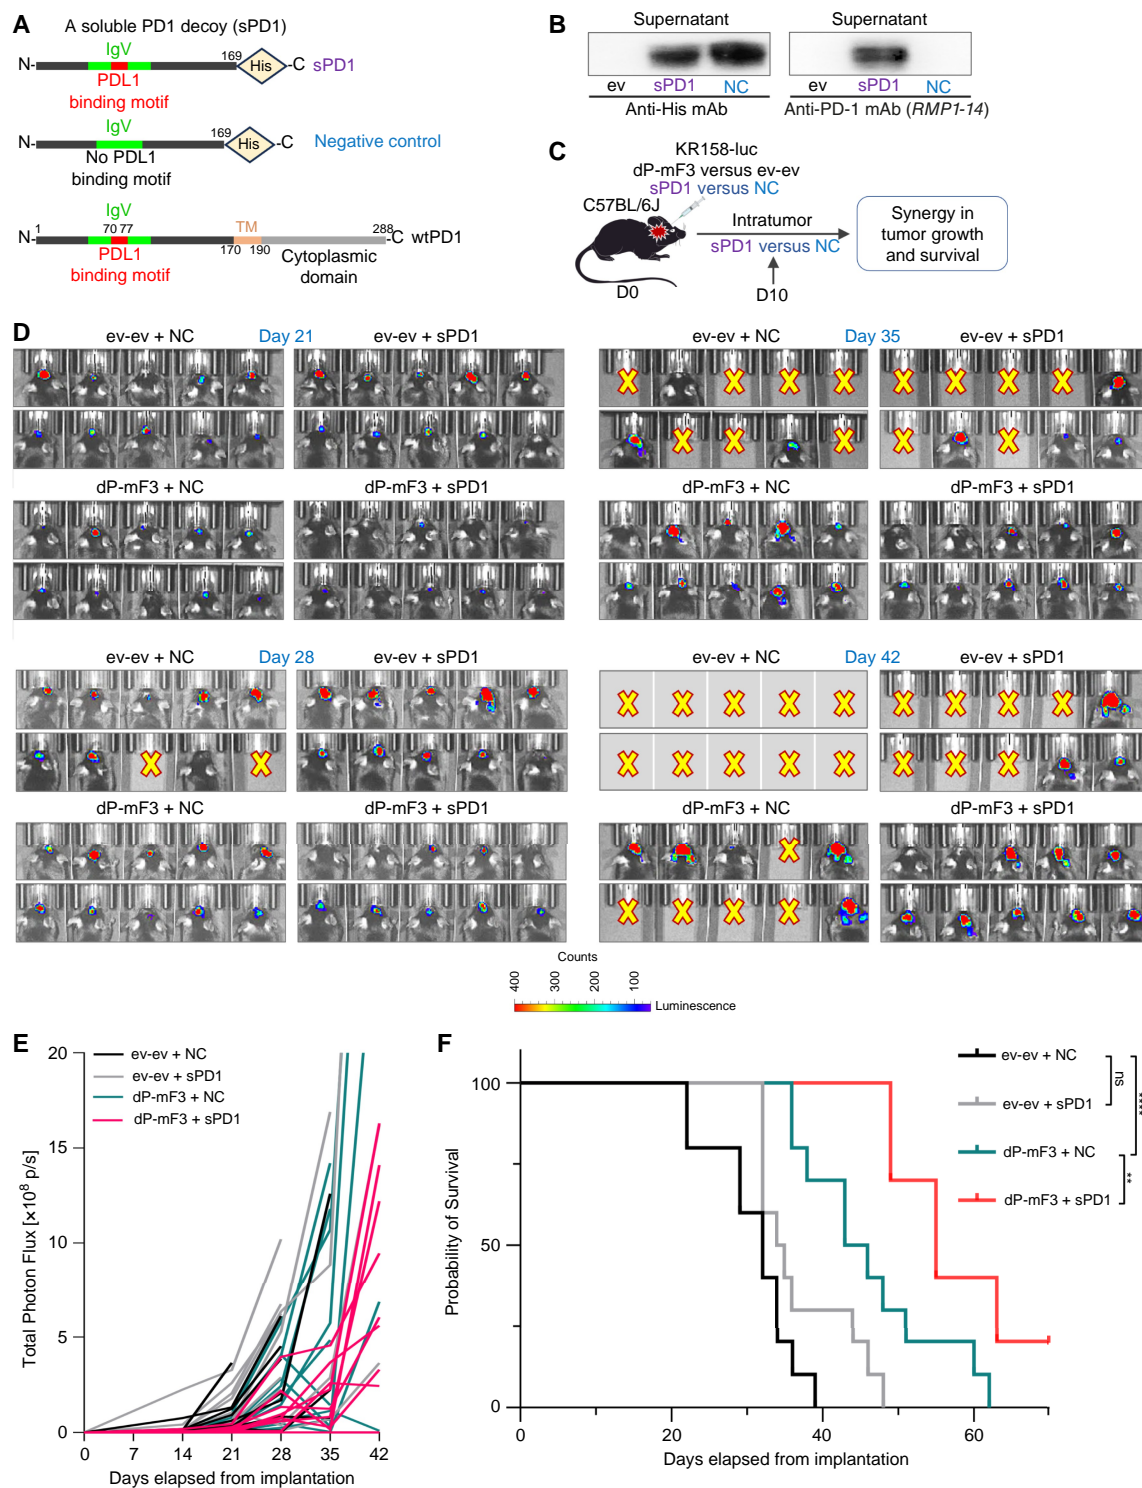 A
A soluble PD1 decoy (sPD1)
IgV
169
N-
His
-C
sPD1
PDL1
binding motif
IgV
169
N-
His
-C
Negative control
No PDL1
binding motif
IgV
TM
1
70 77
288
N-
-C wtPD1
PDL1
binding motif
170
190
Cytoplasmic
domain
B
Supernatant
Supernatant
ev
sPD1
NC
ev
sPD1
NC
Anti-His mAb
Anti-PD-1 mAb (RMP1-14)
C
KR158-luc
dP-mF3 versus ev-ev
sPD1 versus NC
C57BL/6J
Intratumor
sPD1 versus NC
D0
D10
Synergy in
tumor growth
and survival
D
ev-ev + NC
Day 21
ev-ev + sPD1
dP-mF3 + NC
dP-mF3 + sPD1
ev-ev + NC
Day 35
ev-ev + sPD1
dP-mF3 + NC
dP-mF3 + sPD1
ev-ev + NC
Day 28
ev-ev + sPD1
dP-mF3 + NC
dP-mF3 + sPD1
ev-ev + NC
Day 42
ev-ev + sPD1
dP-mF3 + NC
dP-mF3 + sPD1
Counts
400
300
200
100
Luminescence
E
Total Photon Flux [×10⁸ p/s]
20
15
10
5
0
ev-ev + NC
ev-ev + sPD1
dP-mF3 + NC
dP-mF3 + sPD1
0
7
14
21
28
35
42
Days elapsed from implantation
F
Probability of Survival
100
50
0
0
20
40
60
Days elapsed from implantation
ev-ev + NC
ev-ev + sPD1
dP-mF3 + NC
dP-mF3 + sPD1
ns
****
**